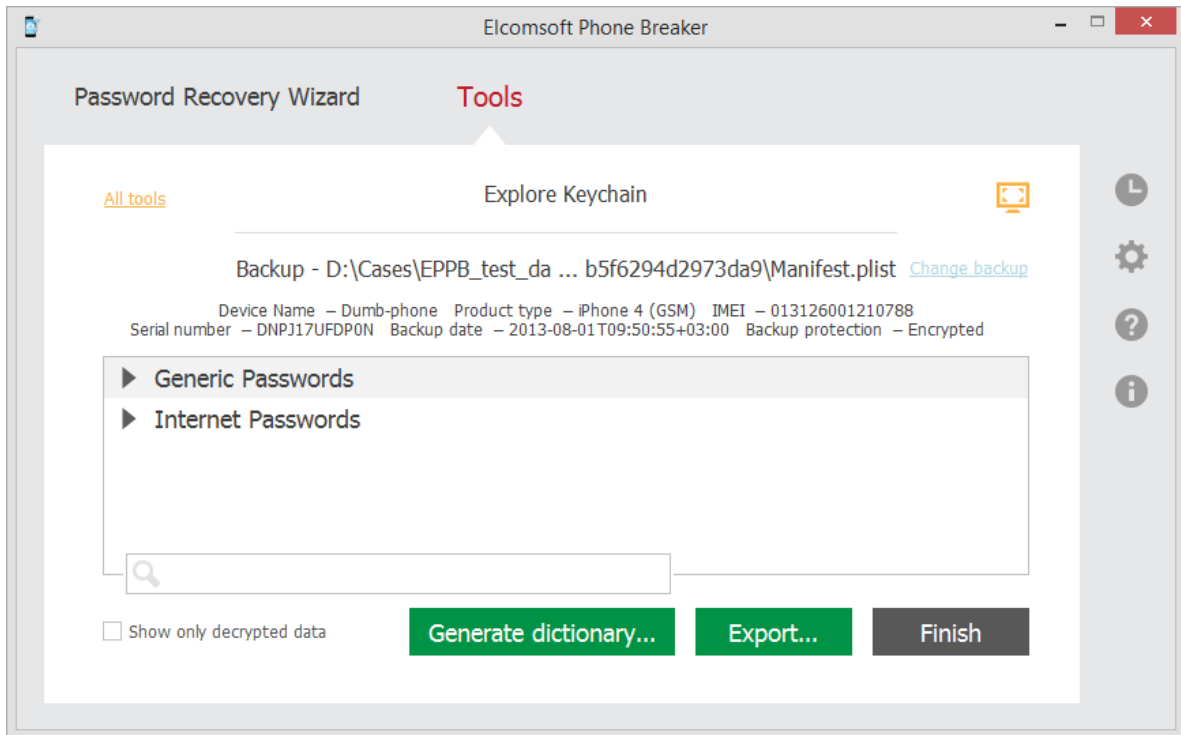 Elcomsoft Phone Breaker
Password Recovery Wizard Tools
All tools Explore Keychain
Backup - D:\Cases\EPPB_test_da ... b5f6294d2973da9\Manifest.plist Change backup
Device Name – Dumb-phone Product type – iPhone 4 (GSM) IMEI – 013126001210788
Serial number – DNPJ17UFDP0N Backup date – 2013-08-01T09:50:55+03:00 Backup protection – Encrypted
Generic Passwords
Internet Passwords
Show only decrypted data Generate dictionary... Export... Finish